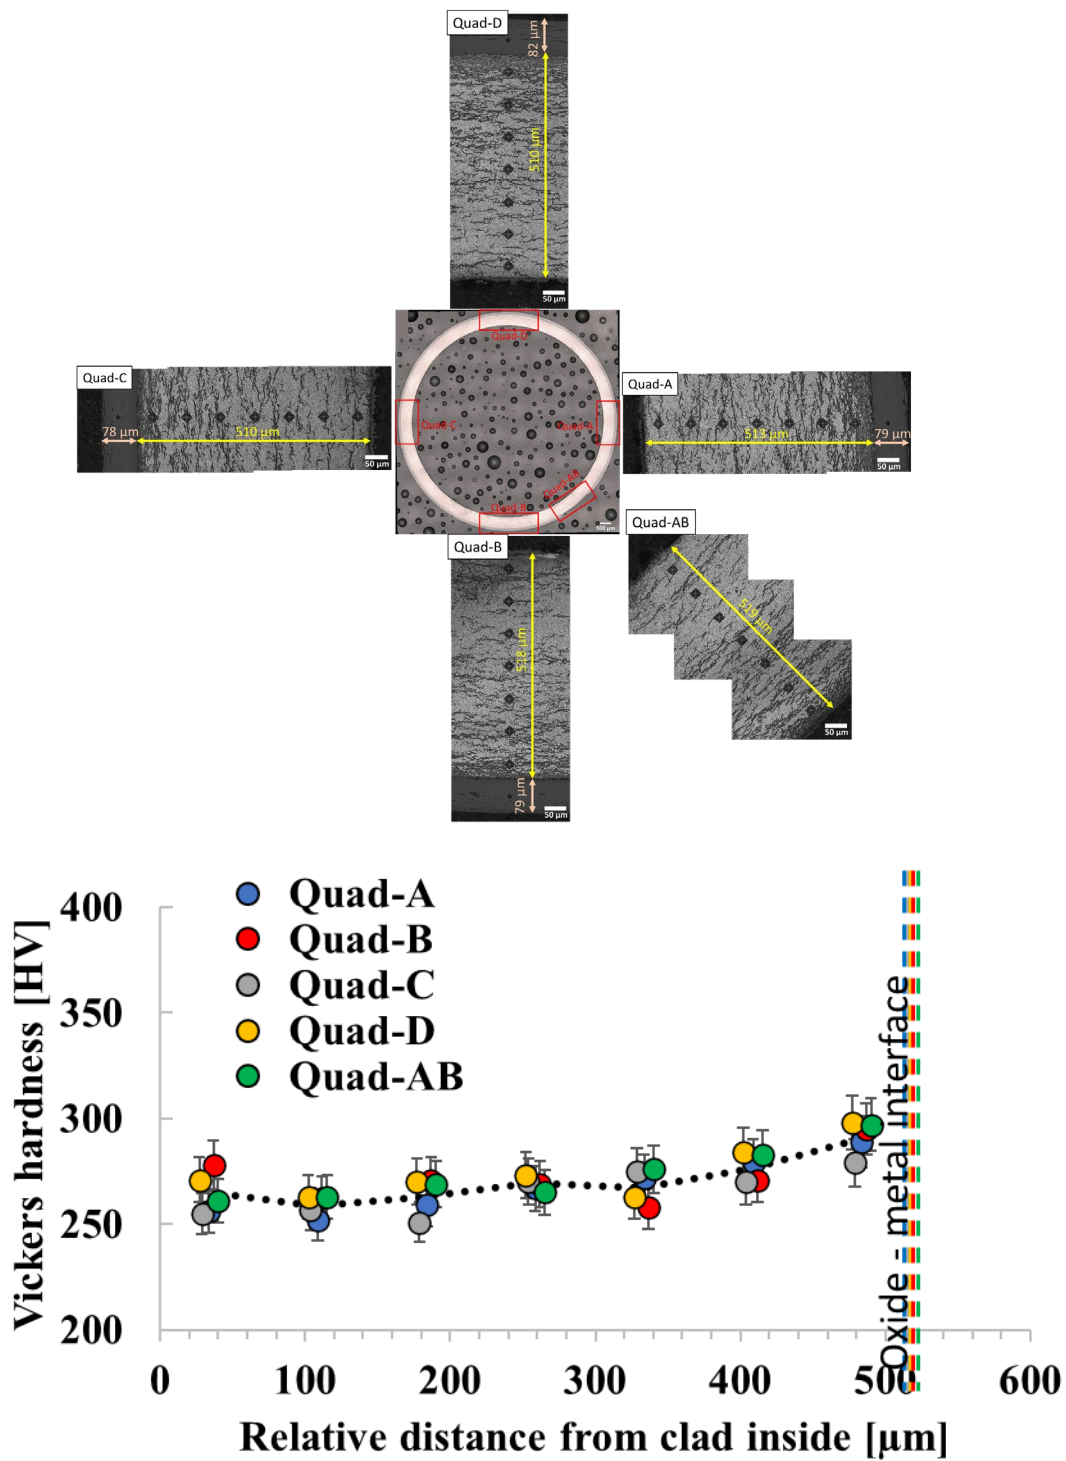 Quad-D
82 µm
510 µm
50 µm
Quad-C
78 µm
510 µm
50 µm
Quad-D
Quad-C
Quad-A
Quad-AB
Quad-B
500 µm
Quad-A
513 µm
79 µm
50 µm
Quad-B
518 µm
79 µm
50 µm
Quad-AB
519 µm
50 µm
Quad-A
Quad-B
Quad-C
Quad-D
Quad-AB
Vickers hardness [HV]
400
350
300
250
200
Oxide - metal Interface
0 100 200 300 400 500 600
Relative distance from clad inside [µm]